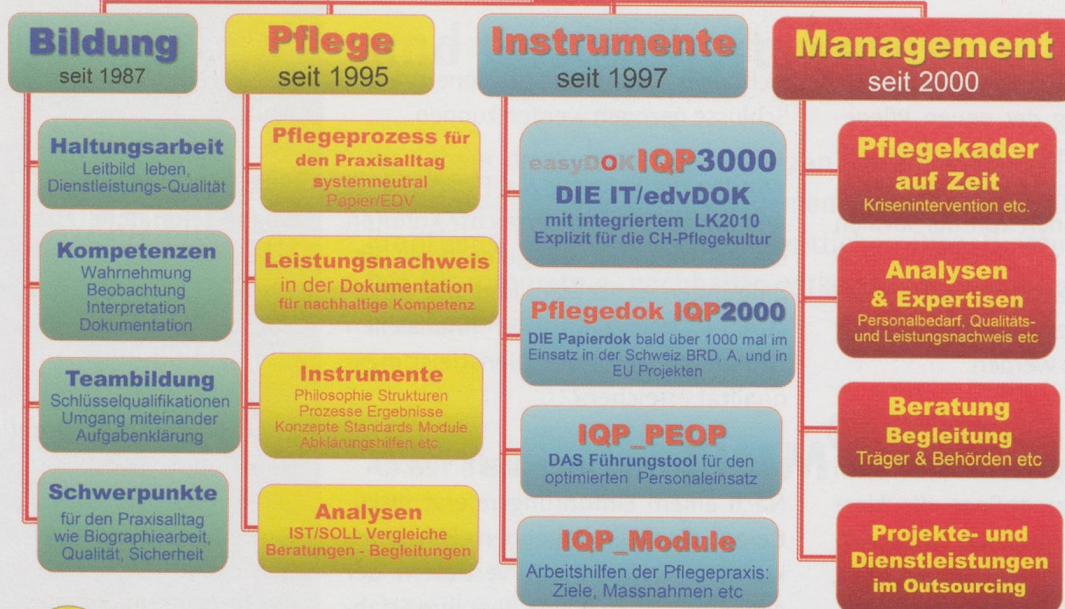 Bildung
seit 1987
Haltungsarbeit
Leitbild leben,
Dienstleistungs-Qualität
Kompetenzen
Wahrnehmung
Beobachtung
Interpretation
Dokumentation
Teambildung
Schlüsselqualifikationen
Umgang miteinander
Aufgabenklärung
Schwerpunkte
für den Praxisalltag
wie Biographiearbeit,
Qualität, Sicherheit
Pflege
seit 1995
Pflegeprozess für
den Praxisalltag
systemneutral
Papier/EDV
Leistungsnachweis
in der Dokumentation
für nachhaltige Kompetenz
Instrumente
Philosophie Strukturen
Prozesse Ergebnisse
Konzepte Standards Module
Abklärungshilfen etc
Analysen
IST/SOLL Vergleiche
Beratungen - Begleitungen
Instrumente
seit 1997
easyDOKIQP3000
DIE IT/edvDOK
mit integriertem LK2010
Explizit für die CH-Pflegekultur
Pflegedok IQP2000
DIE Papierdok bald über 1000 mal im
Einsatz in der Schweiz BRD, A, und in
EU Projekten
IQP_PEOP
DAS Führungstool für den
optimierten Personaleinsatz
IQP_Module
Arbeitshilfen der Pflegepraxis:
Ziele, Massnahmen etc
Management
seit 2000
Pflegekader
auf Zeit
Krisenintervention etc.
Analysen
& Expertisen
Personalbedarf, Qualitäts-
und Leistungsnachweis etc
Beratung
Begleitung
Träger & Behörden etc
Projekte- und
Dienstleistungen
im Outsourcing